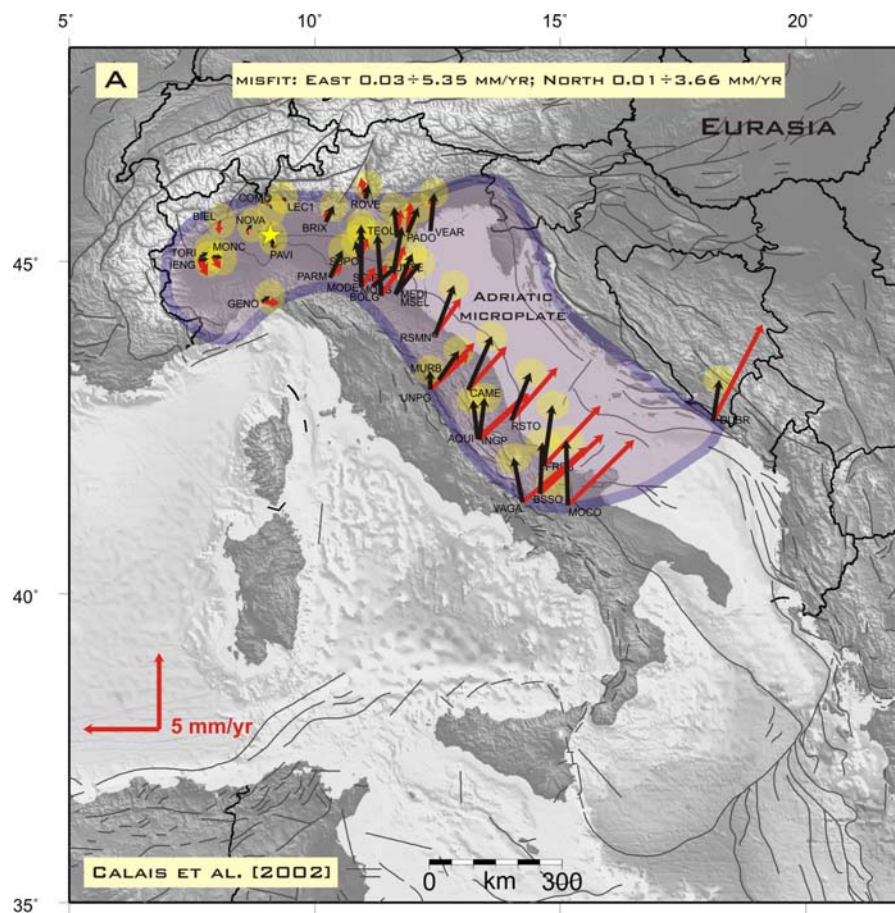 5° 10° 15° 20°
A
MISFIT: EAST 0.03÷5.35 MM/YR; NORTH 0.01÷3.66 MM/YR
EURASIA
COMO
LEC1
ROVE
BIEL
NOVA
BRIX
TEOL
PADO
VEAR
TORI
MONC
IENG
PAVI
45°
PARM
MODE
BOLG
MEDI
MSEL
GENO
ADRIATIC
MICROPLATE
RSMN
MURB
UNPG
CAME
RSTO
DUBR
AQUI
INGP
VAGA
BSSO
MOCO
40°
5 mm/yr
CALAIS ET AL. [2002]
0 km 300
35°